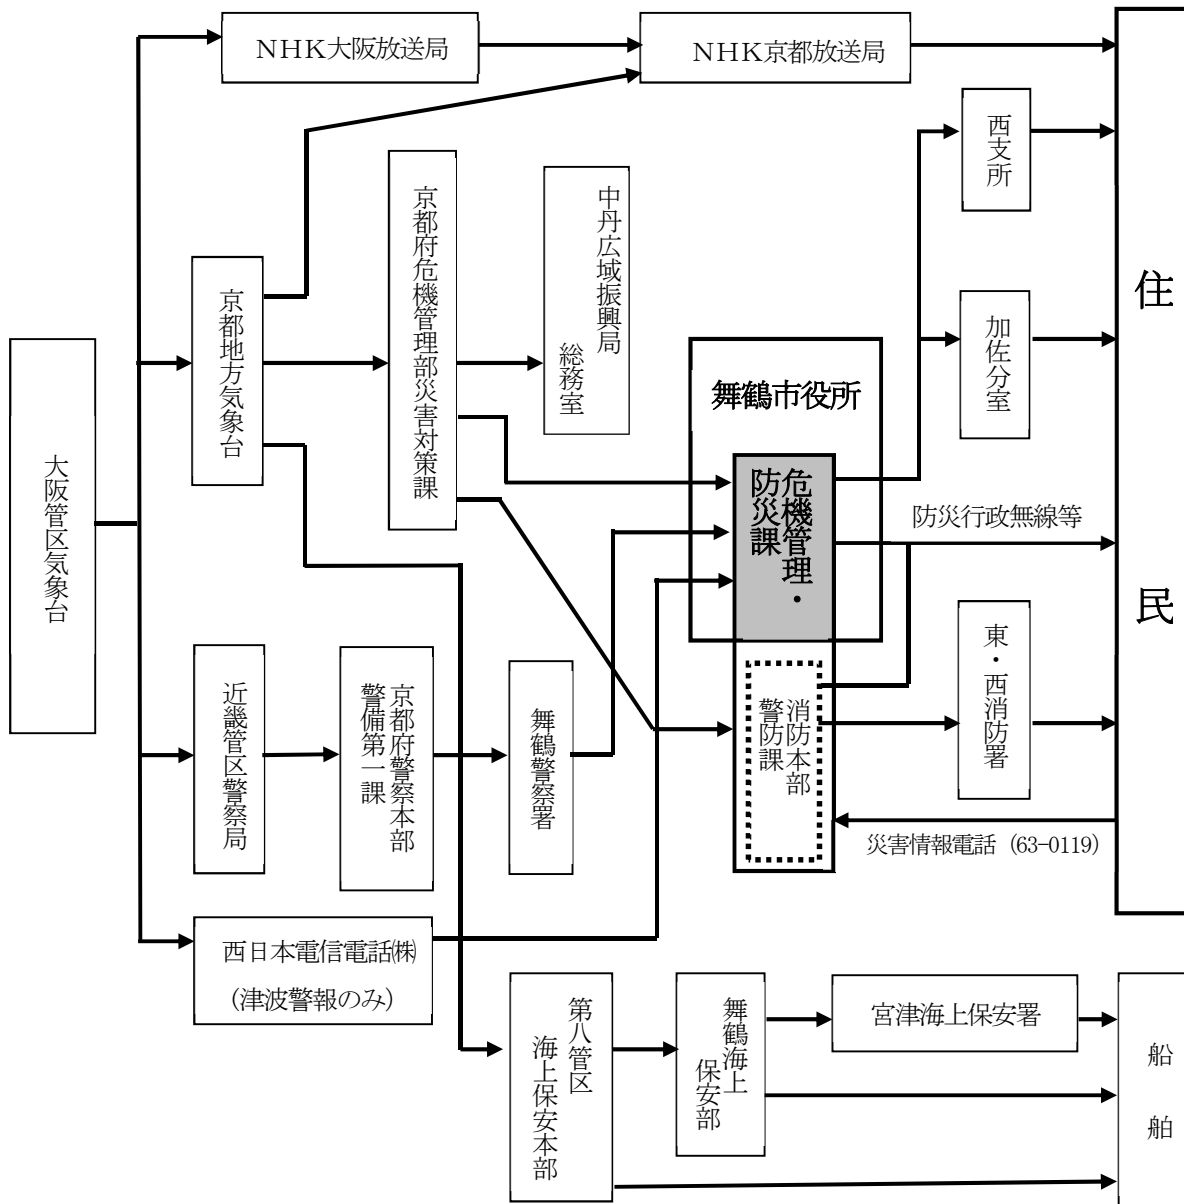 NHK大阪放送局
NHK京都放送局
西支所
京都府危機管理部災害対策課
中丹広域振興局
総務室
京都地方気象台
加佐分室
住民
大阪管区気象台
舞鶴市役所
危機管理・
防災課
防災行政無線等
東・西消防署
近畿管区警察局
京都府警察本部
警備第一課
舞鶴警察署
消防本部
警防課
災害情報電話（63-0119）
西日本電信電話㈱
（津波警報のみ）
第八管区
海上保安本部
舞鶴海上
保安部
宮津海上保安署
船舶